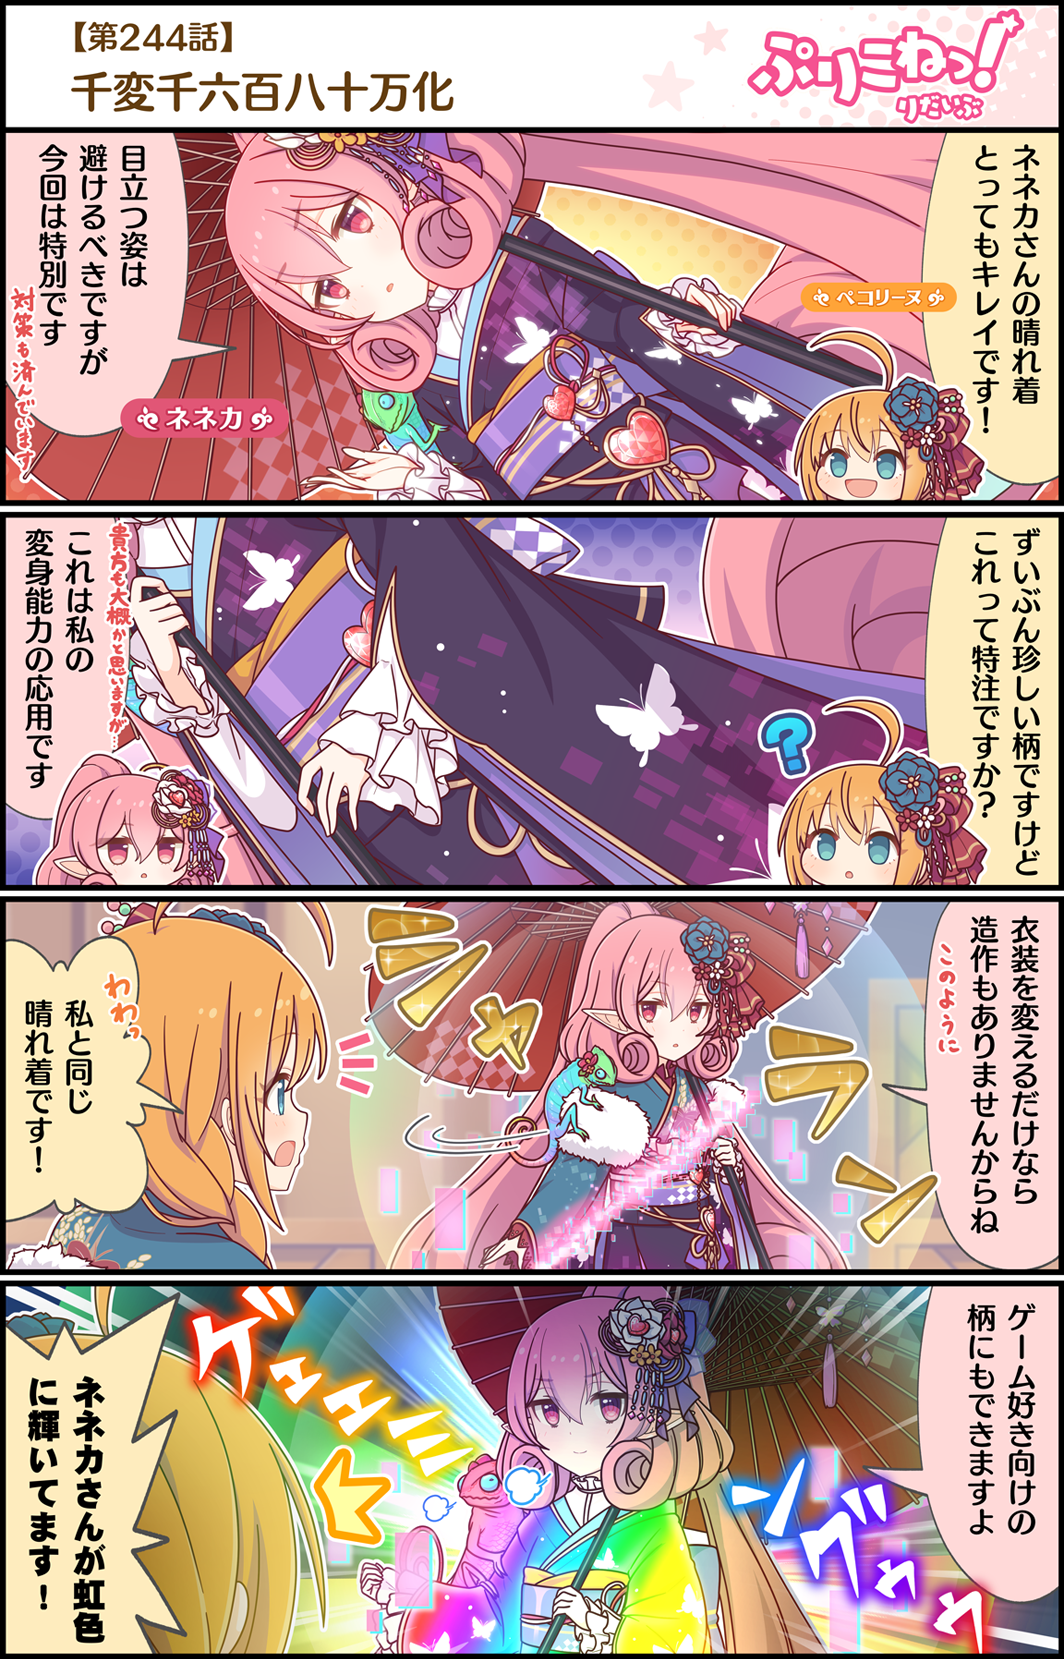 【第244話】
千変千六百八十万化
ぷりこねっ!
りだいぶ
ネネカさんの晴れ着
とってもキレイです!
ペコリーヌ
目立つ姿は
避けるべきですが
今回は特別です
対策も済んでいます
ネネカ
ずいぶん珍しい柄ですけど
これって特注ですか?
?
貴方も大概かと思いますが…
これは私の
変身能力の応用です
衣装を変えるだけなら
造作もありませんからね
このように
シャラン
わわっ
私と同じ
晴れ着です!
ゲーム好き向けの
柄にもできますよ
ゲェミングゥゥ
ネネカさんが虹色
に輝いてます!